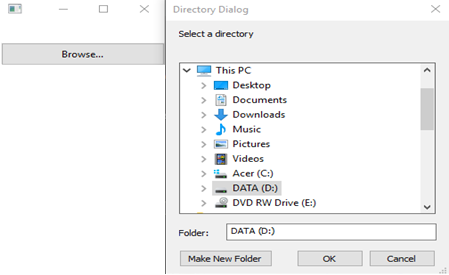 Browse...
Directory Dialog
Select a directory
This PC
Desktop
Documents
Downloads
Music
Pictures
Videos
Acer (C:)
DATA (D:)
DVD RW Drive (E:)
Folder: DATA (D:)
Make New Folder OK Cancel